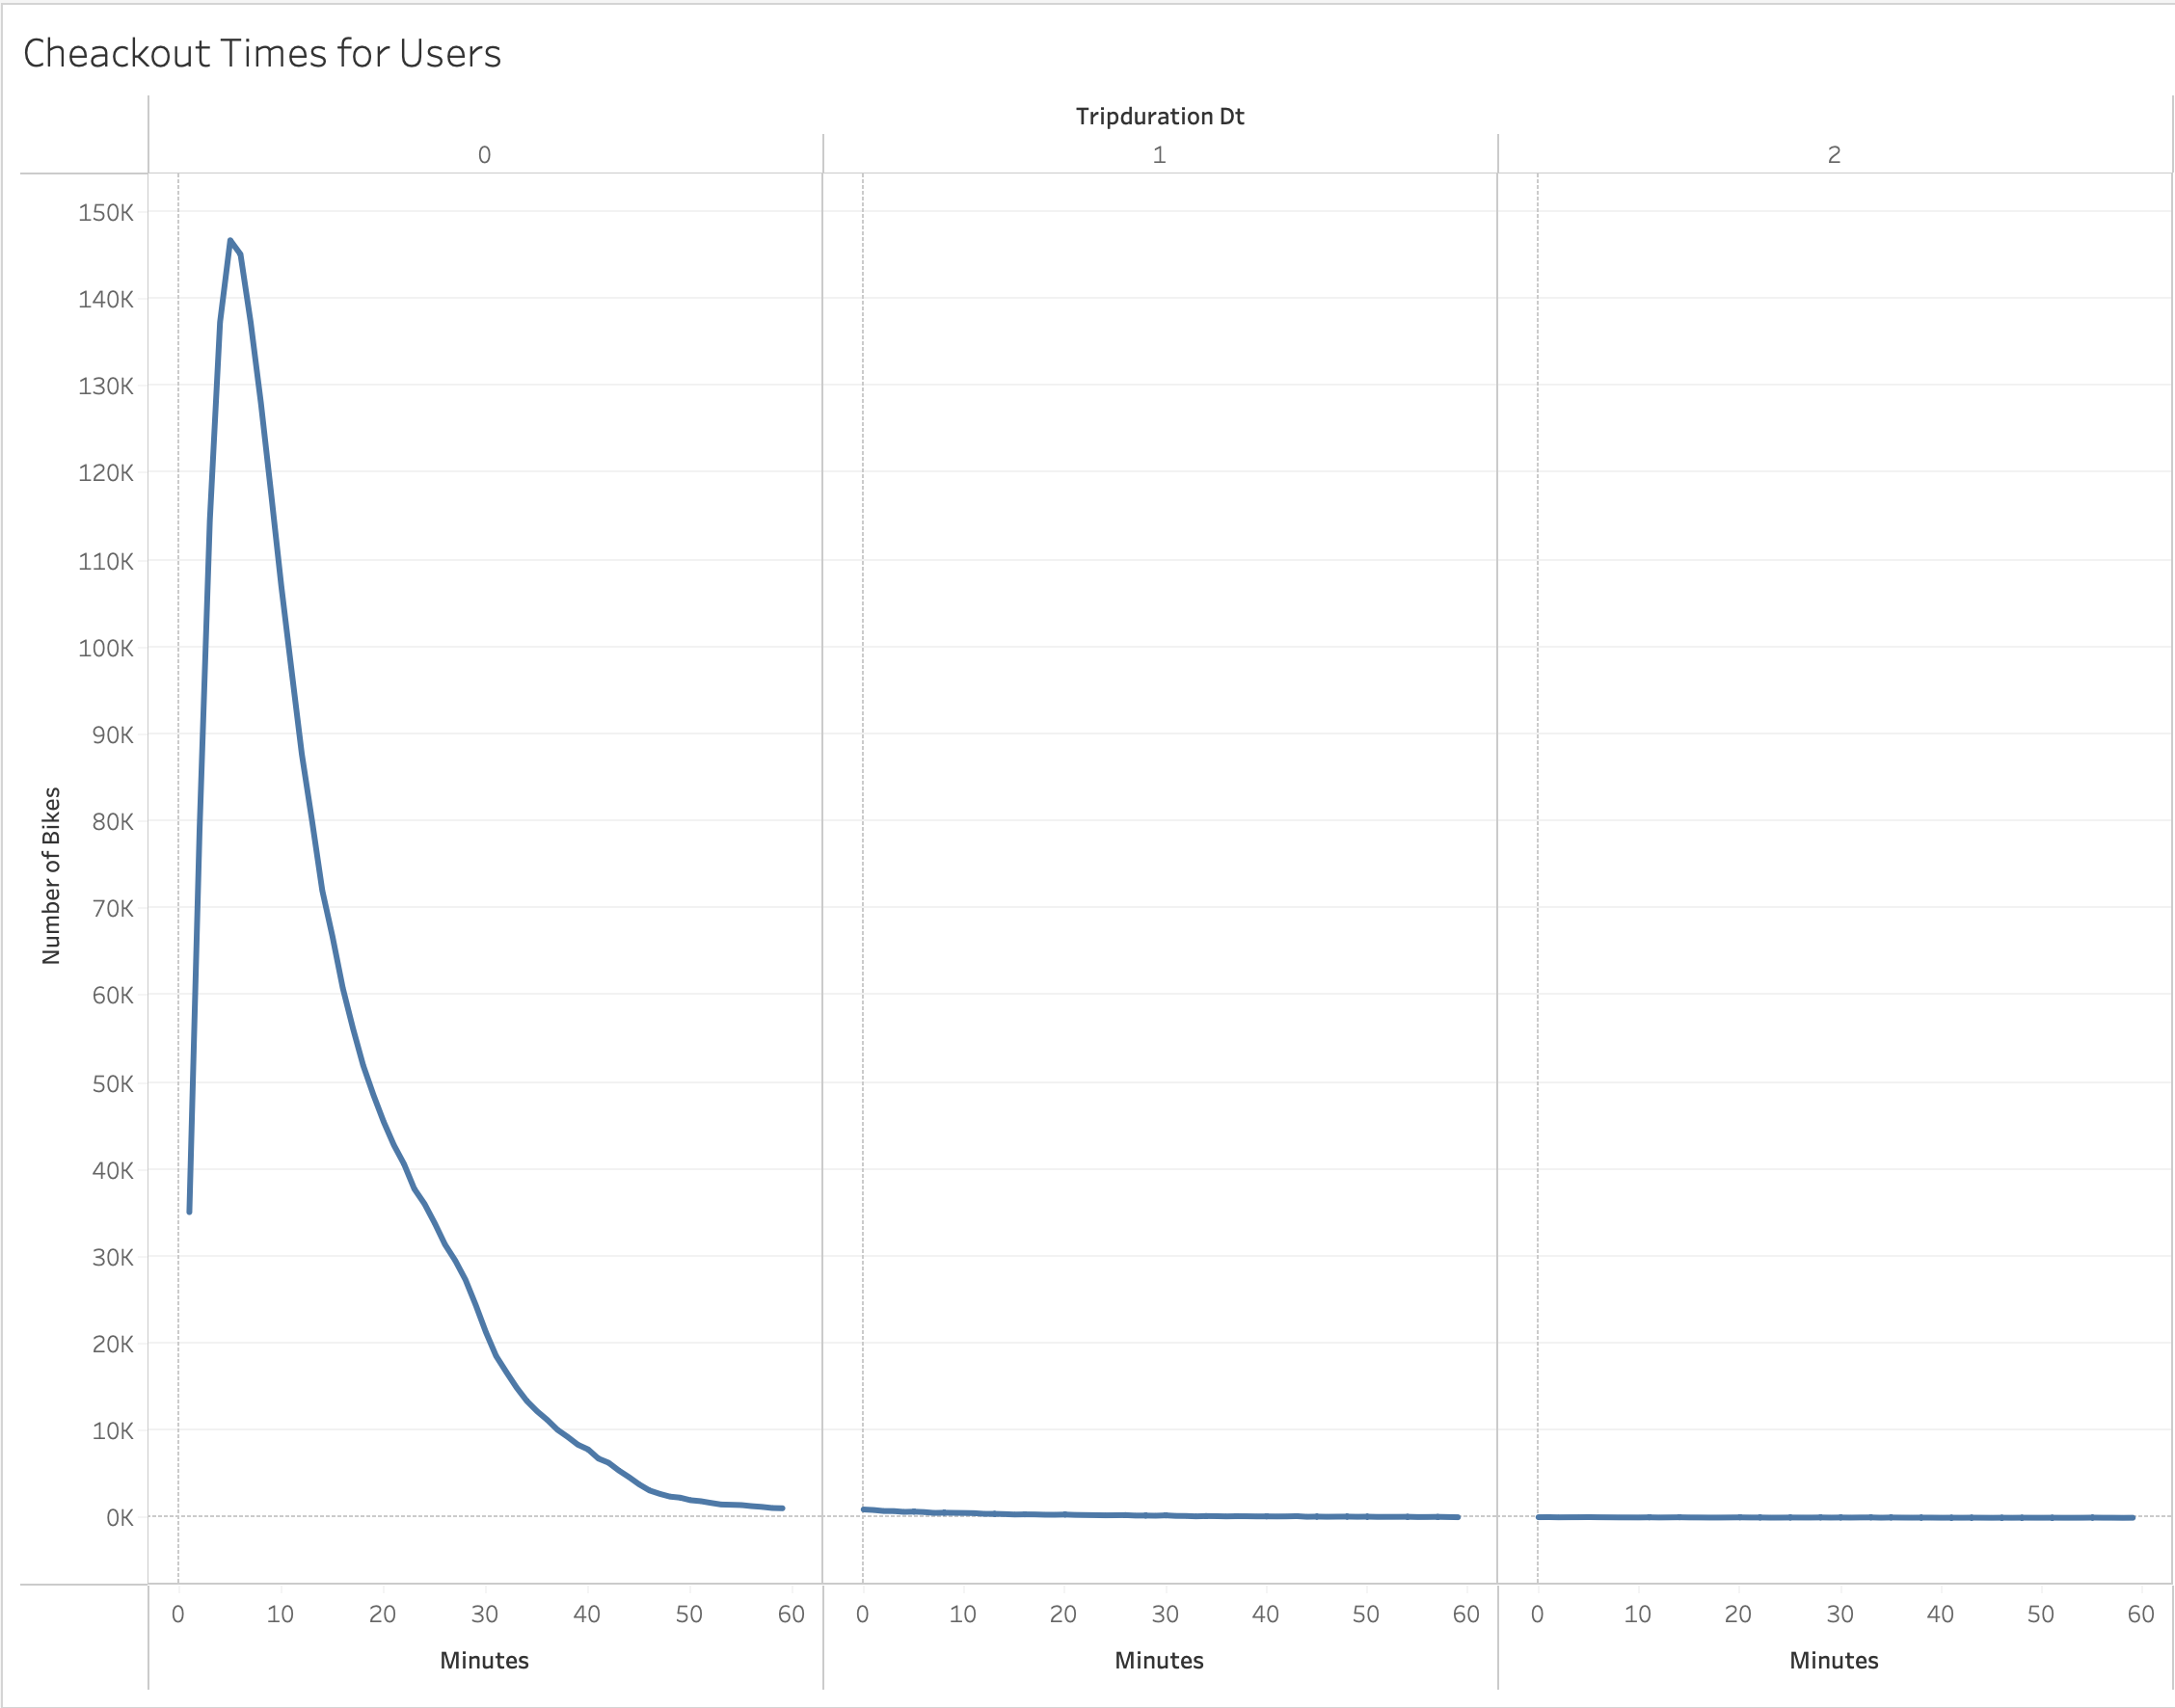 Cheackout Times for Users
Tripduration Dt
0 1 2
150K
140K
130K
120K
110K
100K
90K
80K
70K
60K
50K
40K
30K
20K
10K
0K
Number of Bikes
0 10 20 30 40 50 60 0 10 20 30 40 50 60 0 10 20 30 40 50 60
Minutes Minutes Minutes